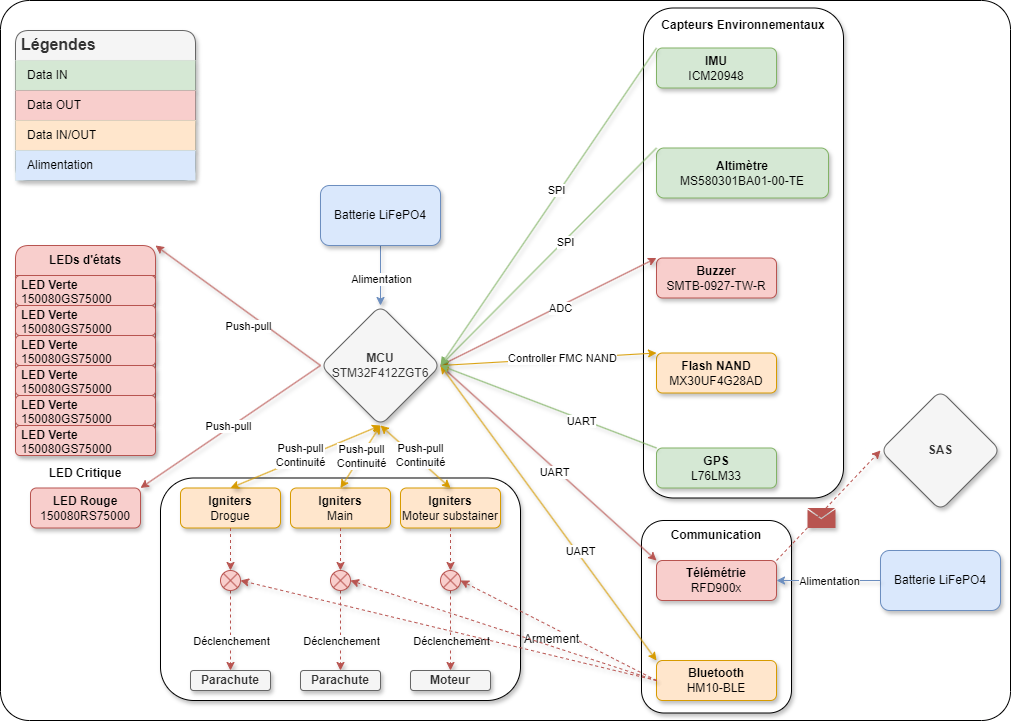 Légendes
Data IN
Data OUT
Data IN/OUT
Alimentation
Capteurs Environnementaux
IMU
ICM20948
Altimètre
MS580301BA01-00-TE
SPI
SPI
Batterie LiFePO4
Alimentation
LEDs d'états
LED Verte
150080GS75000
LED Verte
150080GS75000
LED Verte
150080GS75000
LED Verte
150080GS75000
LED Verte
150080GS75000
LED Verte
150080GS75000
Push-pull
Buzzer
SMTB-0927-TW-R
ADC
MCU
STM32F412ZGT6
Controller FMC NAND
Flash NAND
MX30UF4G28AD
UART
GPS
L76LM33
Push-pull
LED Critique
LED Rouge
150080RS75000
Push-pull
Continuité
Push-pull
Continuité
Push-pull
Continuité
Igniters
Drogue
Igniters
Main
Igniters
Moteur substainer
UART
SAS
Communication
UART
Télémétrie
RFD900x
Alimentation
Batterie LiFePO4
Déclenchement
Déclenchement
Déclenchement
Armement
Parachute
Parachute
Moteur
Bluetooth
HM10-BLE